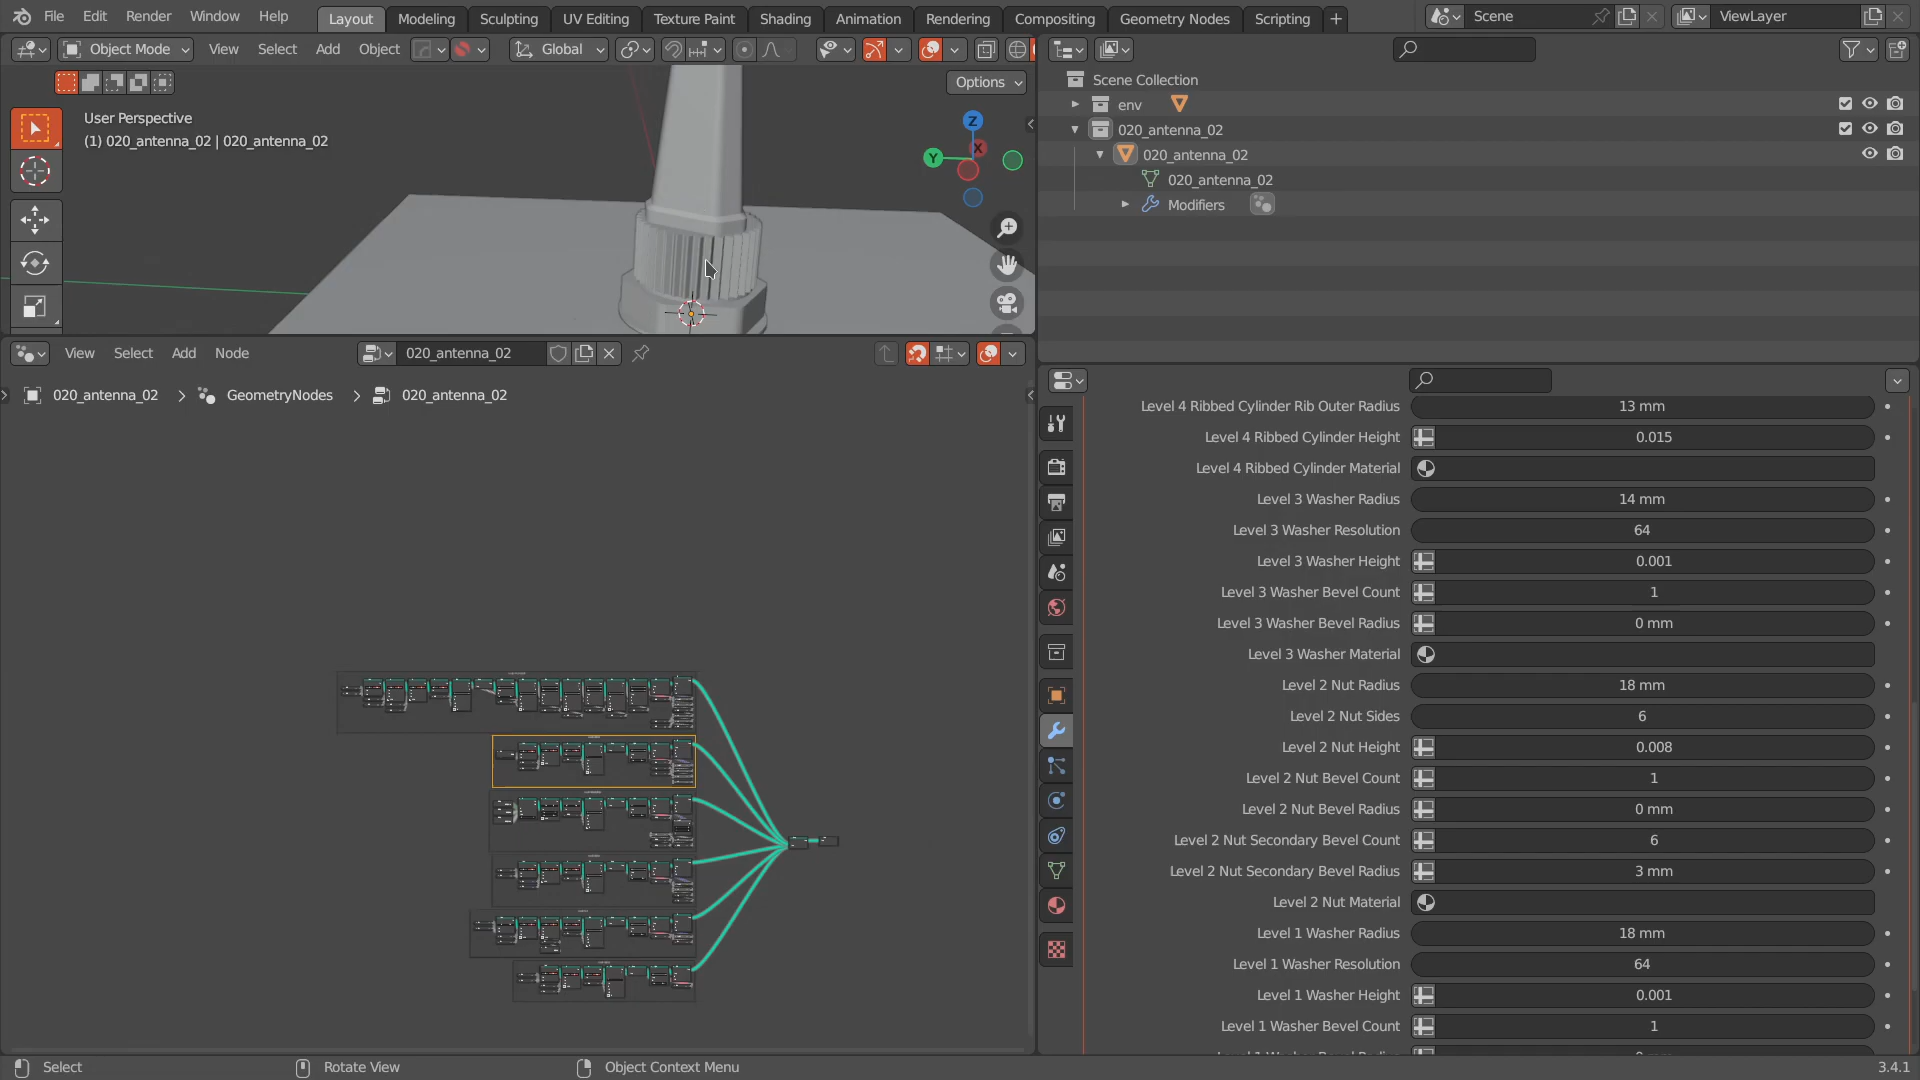 File Edit Render Window Help Layout Modeling Sculpting UV Editing Texture Paint Shading Animation Rendering Compositing Geometry Nodes Scripting + Scene ViewLayer
Object Mode View Select Add Object Global
Options
Scene Collection
env
020_antenna_02
020_antenna_02
020_antenna_02
Modifiers
User Perspective
(1) 020_antenna_02 | 020_antenna_02
Z
Y
X
View Select Add Node 020_antenna_02
020_antenna_02 > GeometryNodes > 020_antenna_02
Level 4 Ribbed Cylinder Rib Outer Radius 13 mm
Level 4 Ribbed Cylinder Height 0.015
Level 4 Ribbed Cylinder Material
Level 3 Washer Radius 14 mm
Level 3 Washer Resolution 64
Level 3 Washer Height 0.001
Level 3 Washer Bevel Count 1
Level 3 Washer Bevel Radius 0 mm
Level 3 Washer Material
Level 2 Nut Radius 18 mm
Level 2 Nut Sides 6
Level 2 Nut Height 0.008
Level 2 Nut Bevel Count 1
Level 2 Nut Bevel Radius 0 mm
Level 2 Nut Secondary Bevel Count 6
Level 2 Nut Secondary Bevel Radius 3 mm
Level 2 Nut Material
Level 1 Washer Radius 18 mm
Level 1 Washer Resolution 64
Level 1 Washer Height 0.001
Level 1 Washer Bevel Count 1
Select Rotate View Object Context Menu 3.4.1